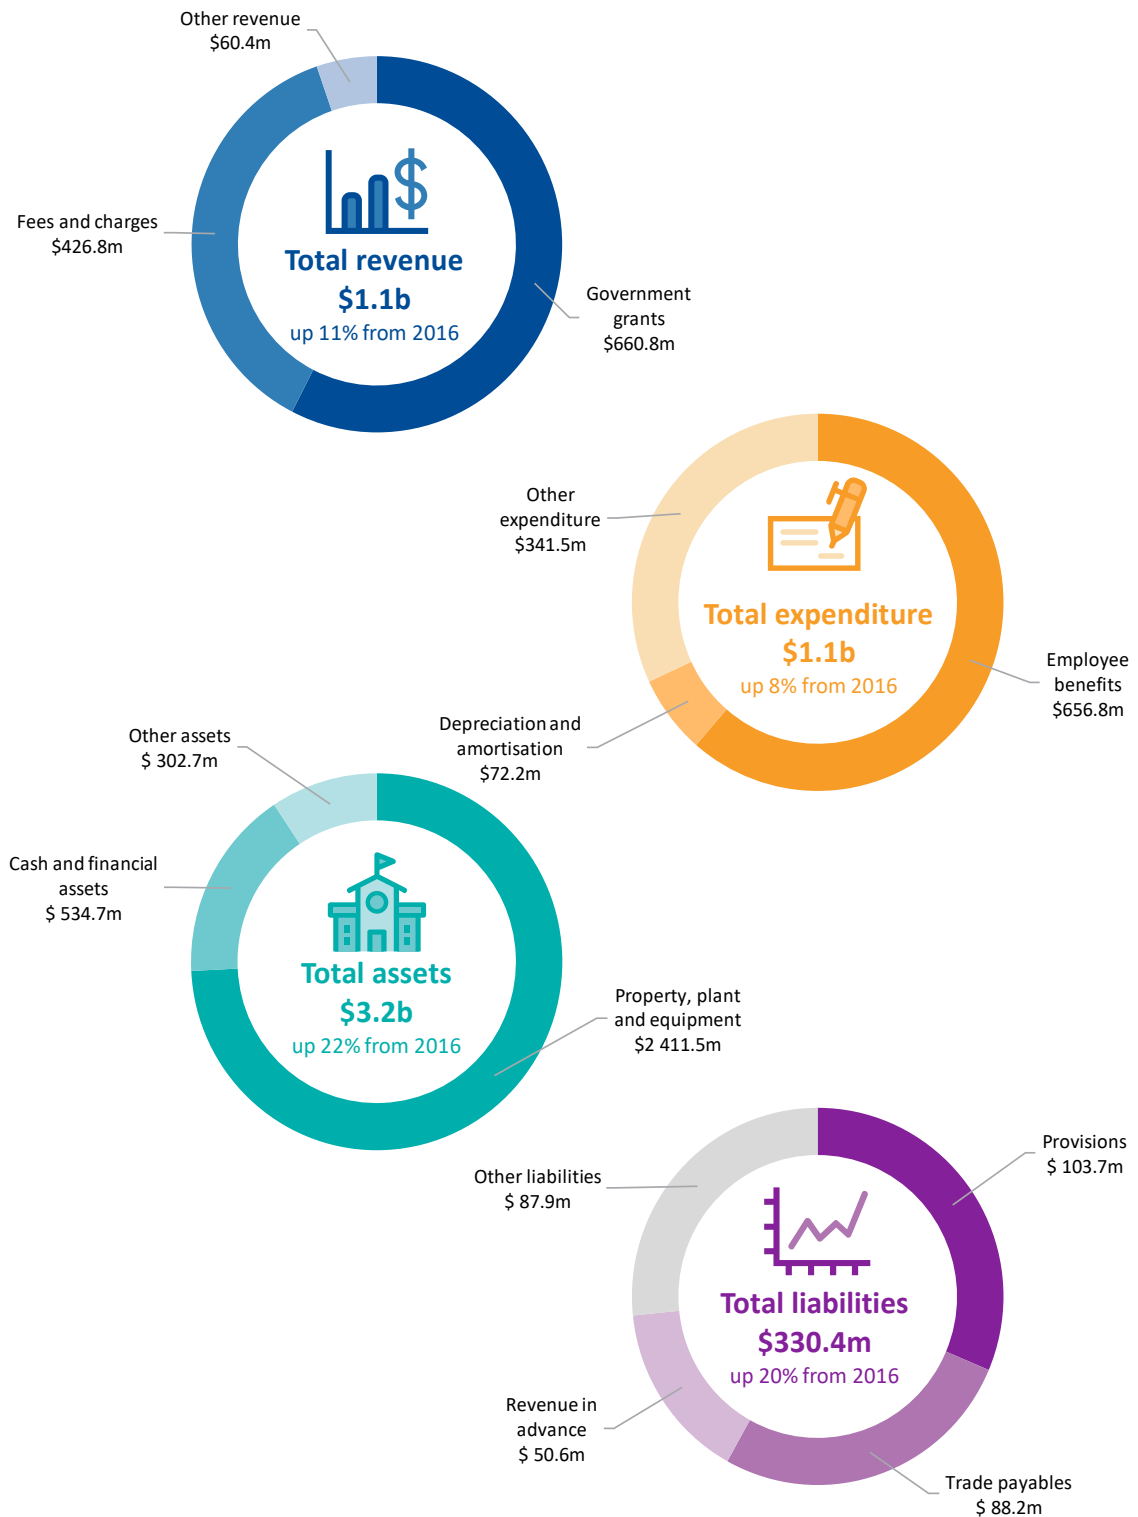 Other revenue
$60.4m
Fees and charges
$426.8m
Total revenue
$1.1b
up 11% from 2016
Government
grants
$660.8m
Other
expenditure
$341.5m
Total expenditure
$1.1b
up 8% from 2016
Employee
benefits
$656.8m
Depreciation and
amortisation
$72.2m
Other assets
$ 302.7m
Cash and financial
assets
$ 534.7m
Total assets
$3.2b
up 22% from 2016
Property, plant
and equipment
$2 411.5m
Provisions
$ 103.7m
Other liabilities
$ 87.9m
Total liabilities
$330.4m
up 20% from 2016
Revenue in
advance
$ 50.6m
Trade payables
$ 88.2m